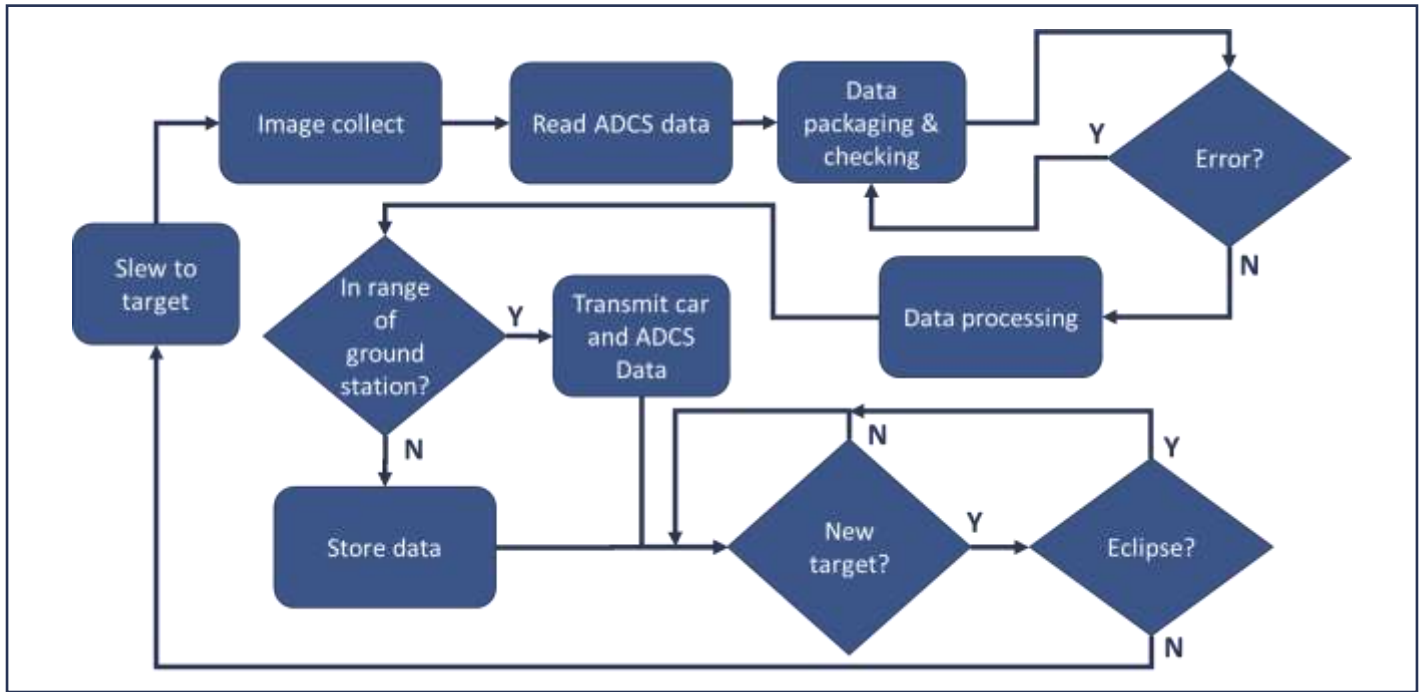 Image collect
Read ADCS data
Data
packaging &
checking
Y
Error?
N
Slew to
target
In range
of
ground
station?
Y
Transmit car
and ADCS
Data
Data processing
N
Store data
N
New
target?
Y
Y
Eclipse?
N